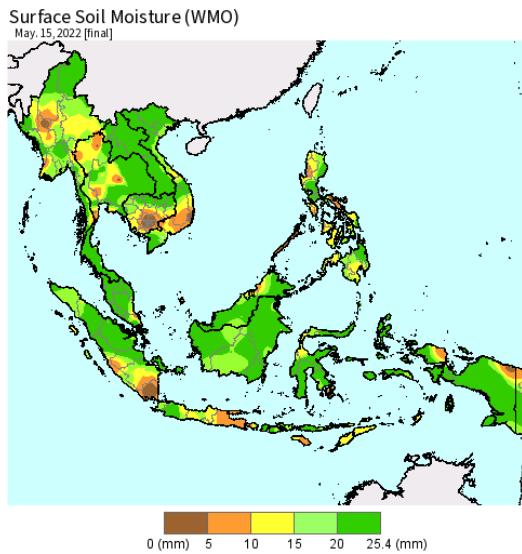 Surface Soil Moisture (WMO)
May. 15, 2022 [final]
0 (mm) 5 10 15 20 25.4 (mm)